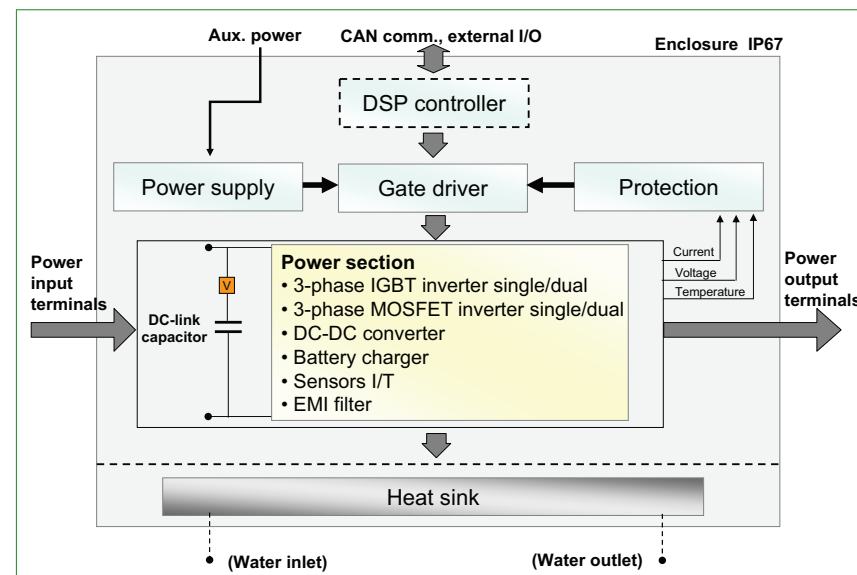 Aux. power
CAN comm., external I/O
Enclosure IP67
DSP controller
Power supply
Gate driver
Protection
Current
Voltage
Temperature
Power
input
terminals
DC-link
capacitor
V
Power section
• 3-phase IGBT inverter single/dual
• 3-phase MOSFET inverter single/dual
• DC-DC converter
• Battery charger
• Sensors I/T
• EMI filter
Power
output
terminals
Heat sink
(Water inlet)
(Water outlet)